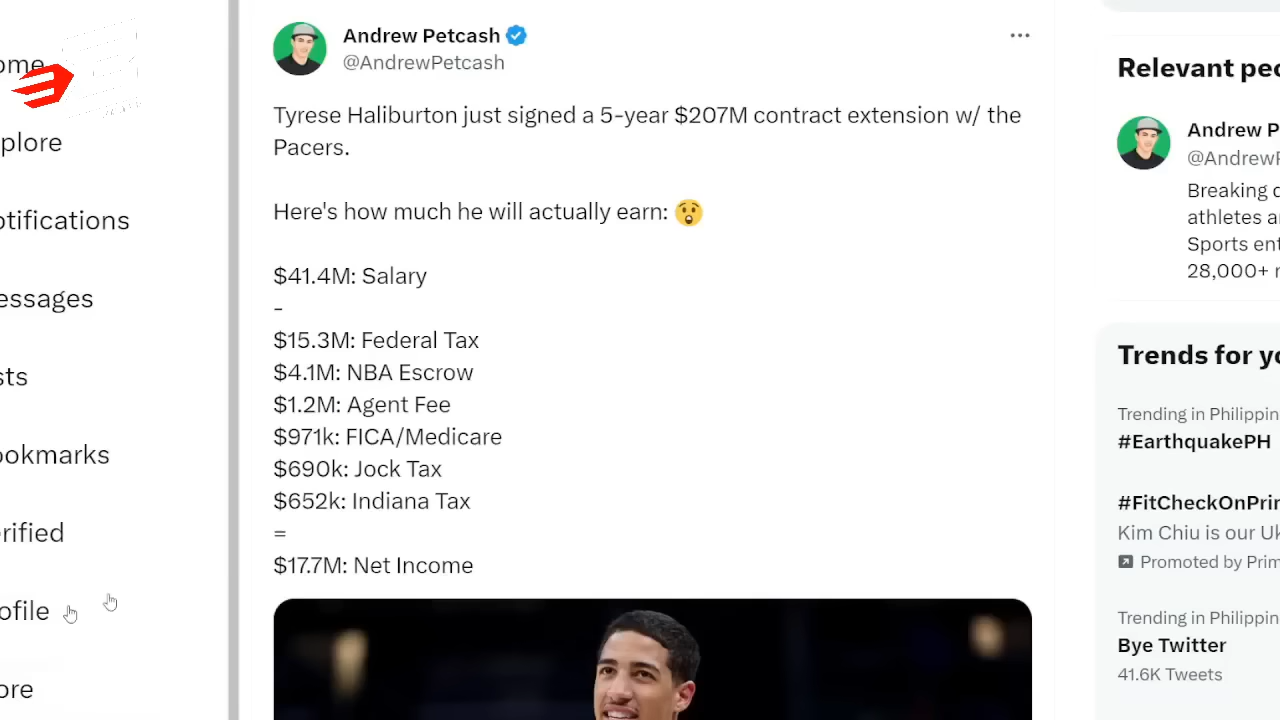 ome
plore
otifications
essages
sts
ookmarks
erified
ofile
ore
Andrew Petcash
@AndrewPetcash
Tyrese Haliburton just signed a 5-year $207M contract extension w/ the
Pacers.
Here's how much he will actually earn: 😲
$41.4M: Salary
-
$15.3M: Federal Tax
$4.1M: NBA Escrow
$1.2M: Agent Fee
$971k: FICA/Medicare
$690k: Jock Tax
$652k: Indiana Tax
=
$17.7M: Net Income
Relevant peo
Andrew P
@AndrewP
Breaking d
athletes a
Sports ent
28,000+ r
Trends for yo
Trending in Philippin
#EarthquakePH
#FitCheckOnPrim
Kim Chiu is our Uk
Promoted by Prim
Trending in Philippin
Bye Twitter
41.6K Tweets